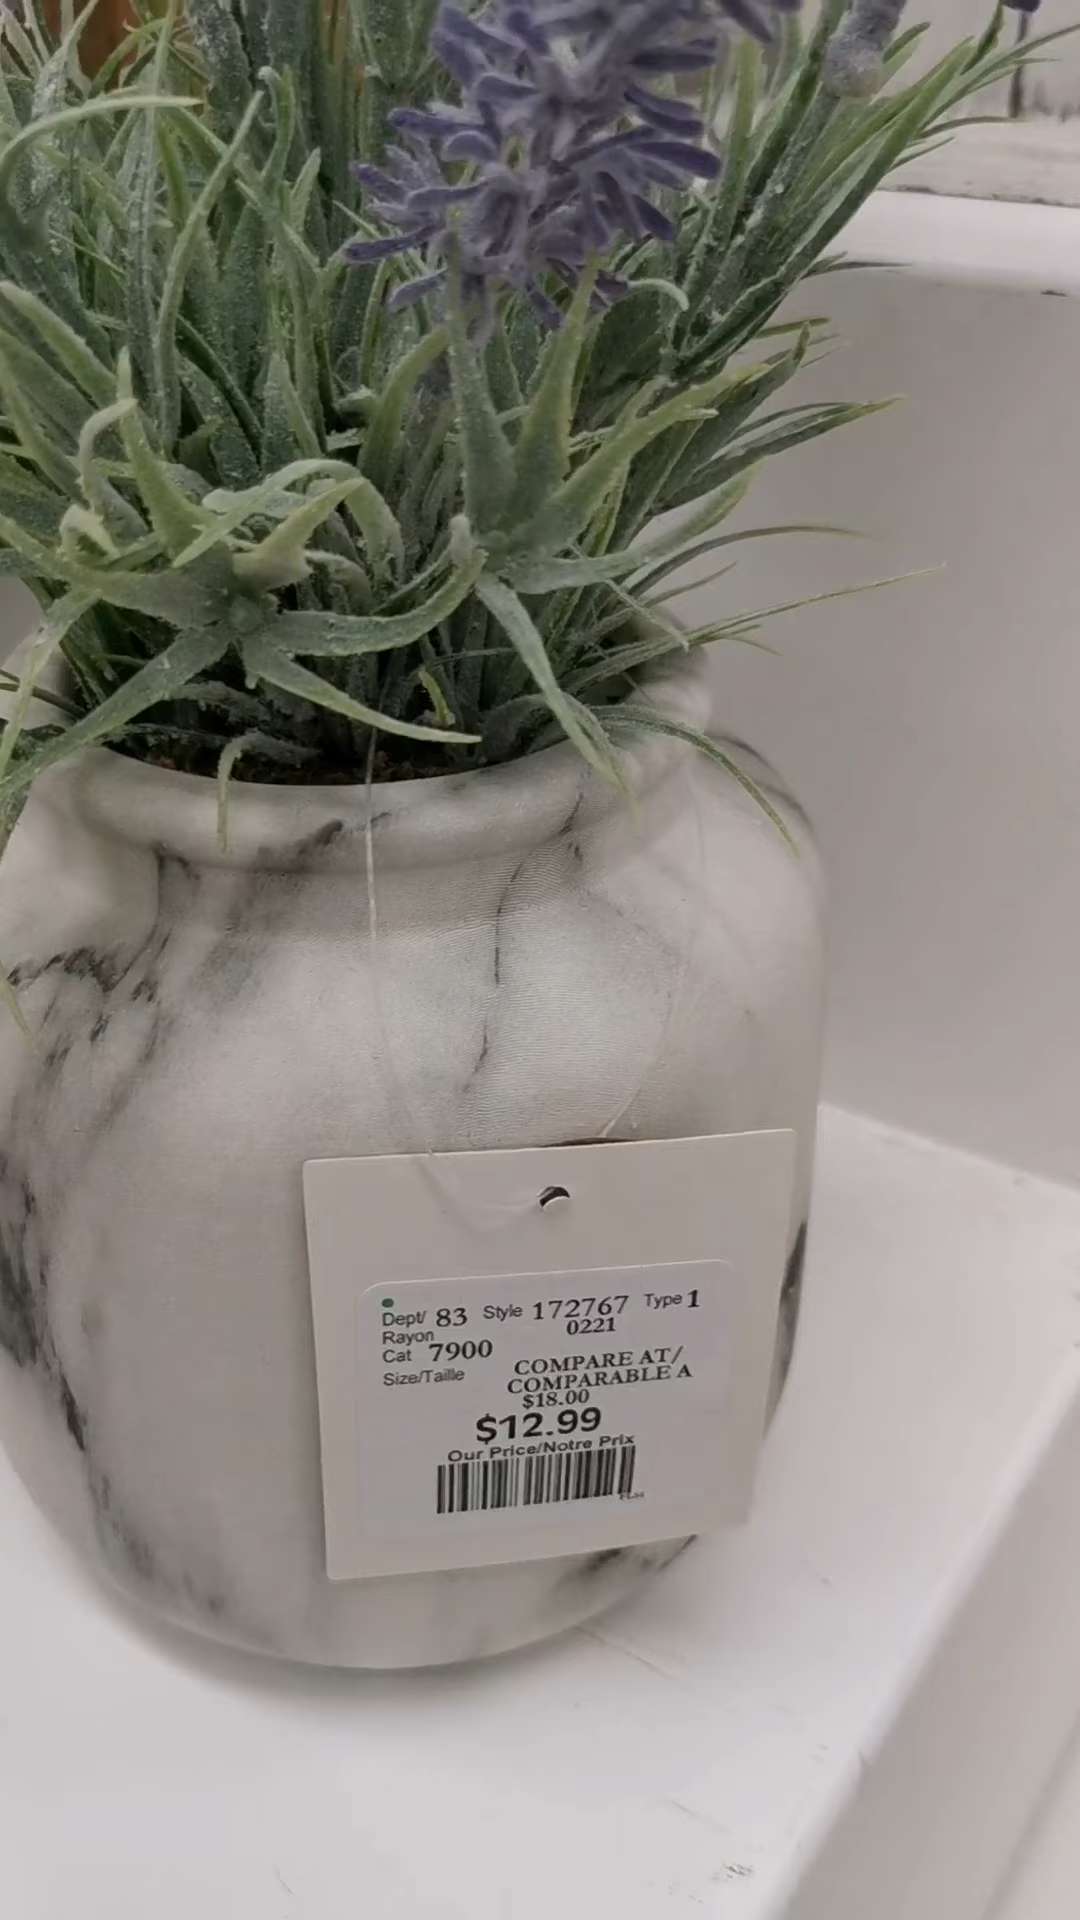 Dept/ 83 Style 172767 Type 1
Rayon 0221
Cat 7900
Size/Taille
COMPARE AT/
COMPARABLE A
$18.00
$12.99
Our Price/Notre Prix